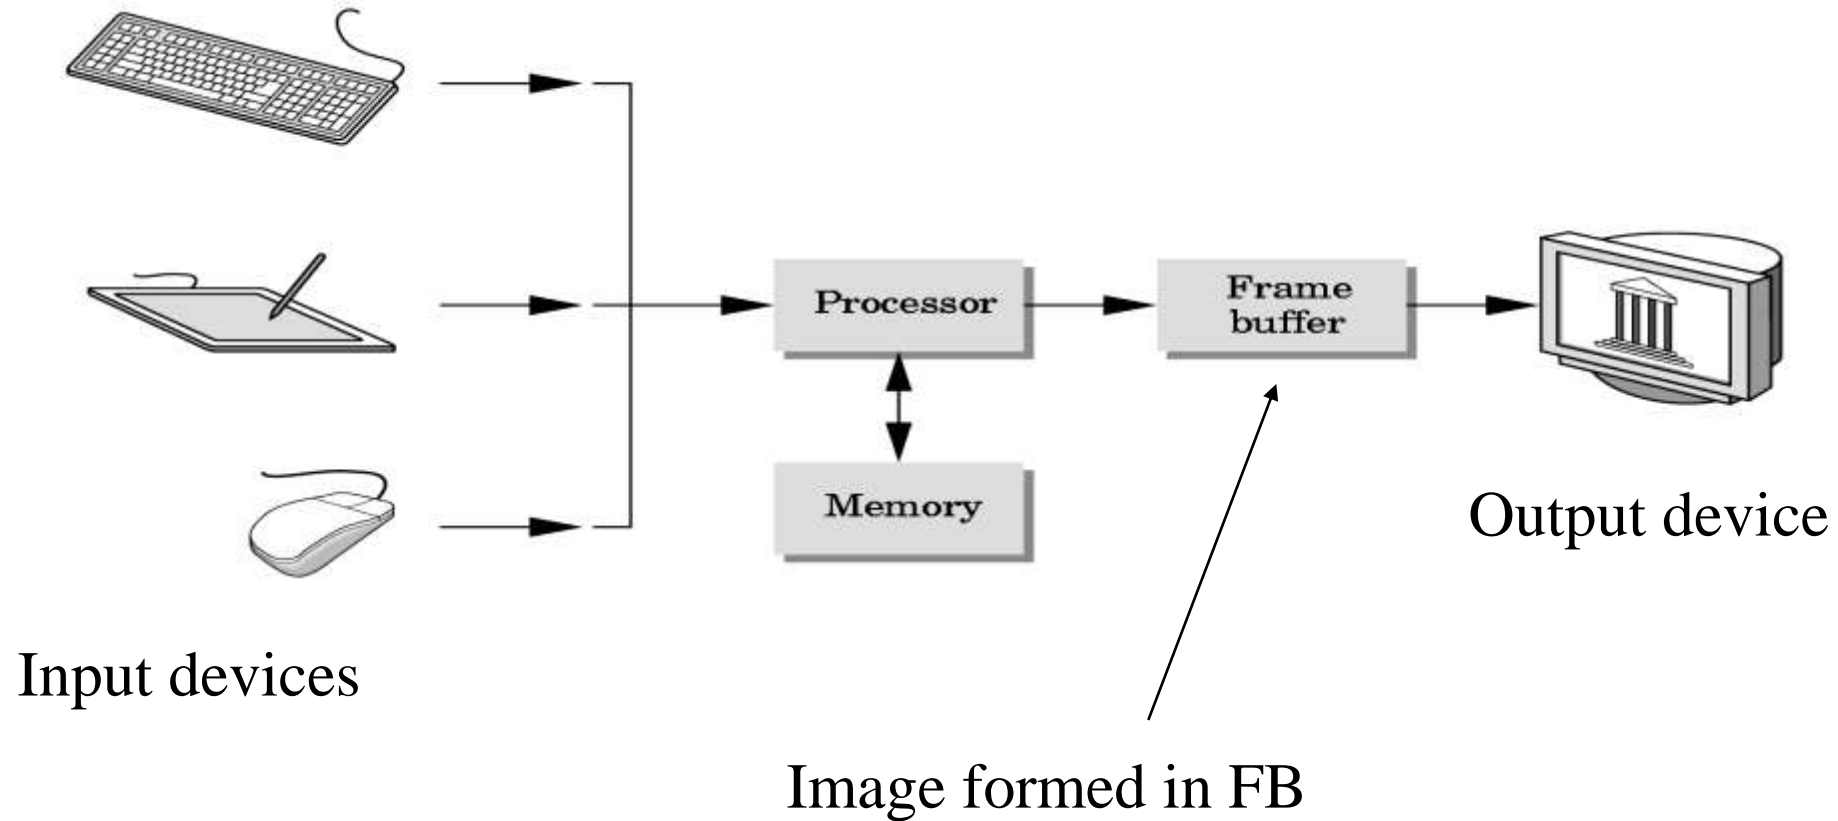 Processor
Frame
buffer
Memory
Output device
Input devices
Image formed in FB